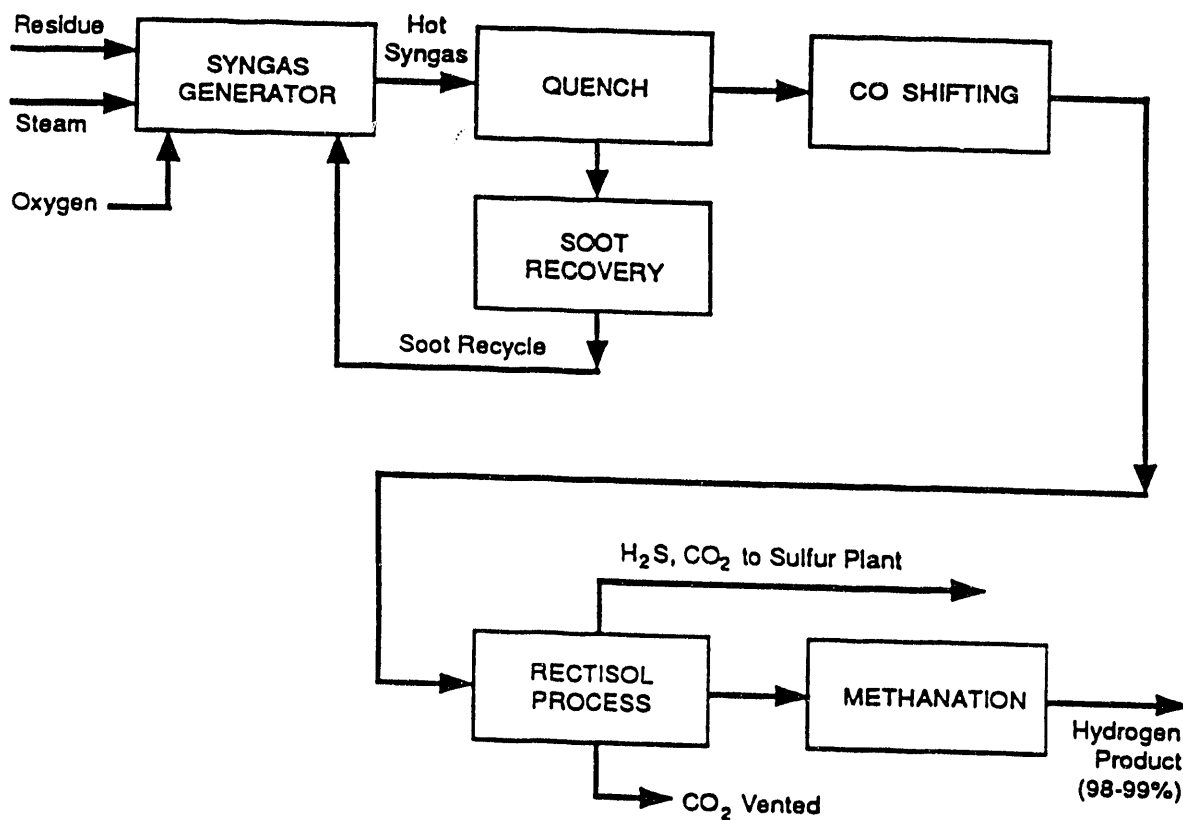 Residue
Steam
Oxygen
SYNGAS
GENERATOR
Hot
Syngas
QUENCH
CO SHIFTING
SOOT
RECOVERY
Soot Recycle
H₂S, CO₂ to Sulfur Plant
RECTISOL
PROCESS
METHANATION
Hydrogen
Product
(98-99%)
CO₂ Vented